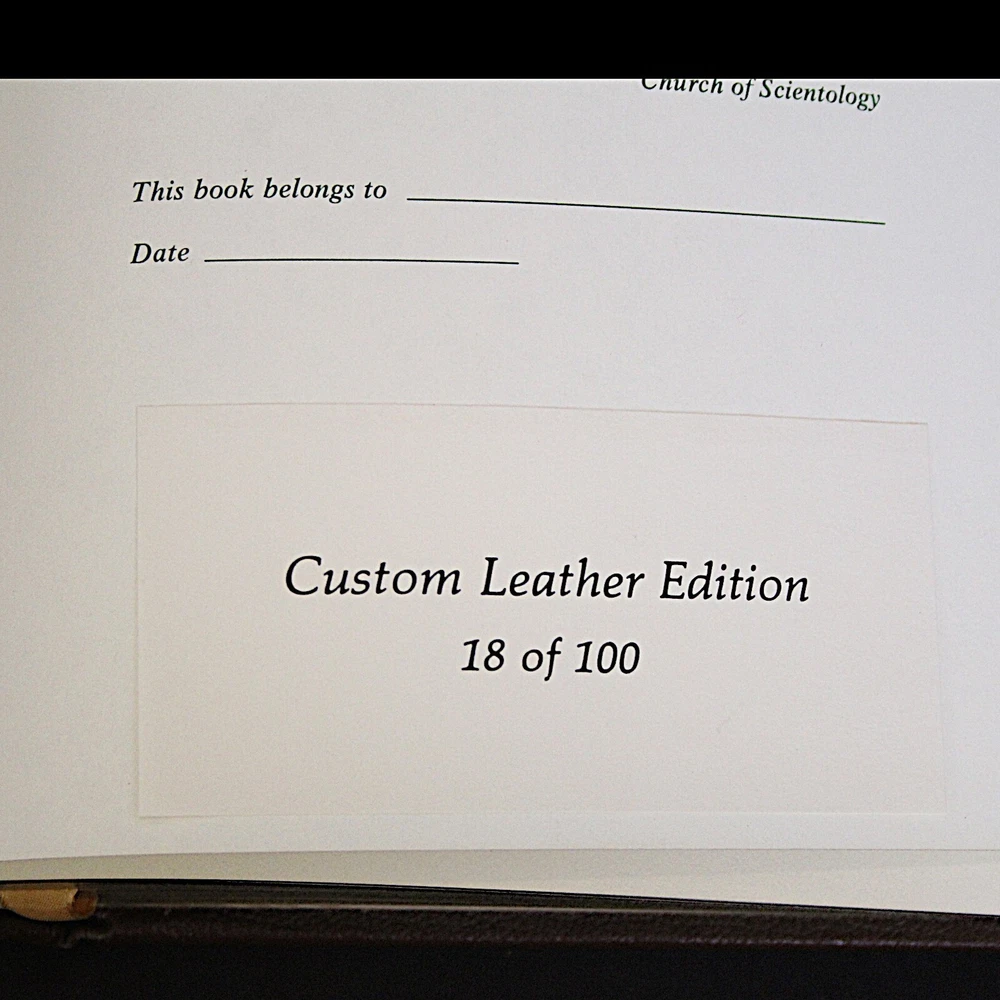 Church of Scientology
This book belongs to
Date
Custom Leather Edition
18 of 100